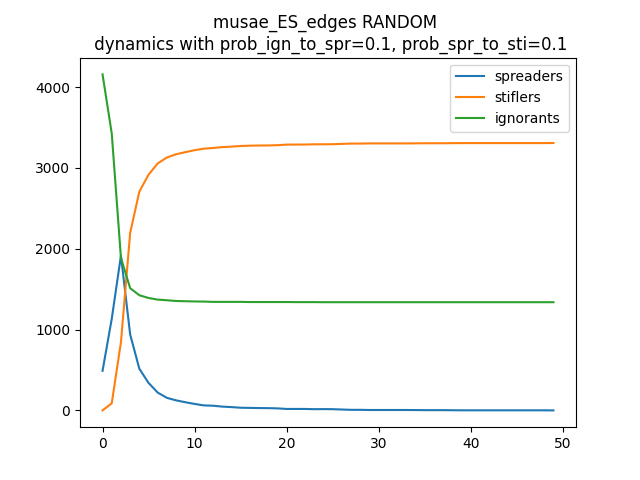 musae_ES_edges RANDOM
dynamics with prob_ign_to_spr=0.1, prob_spr_to_sti=0.1
spreaders
stiflers
ignorants
4000
3000
2000
1000
0
0 10 20 30 40 50